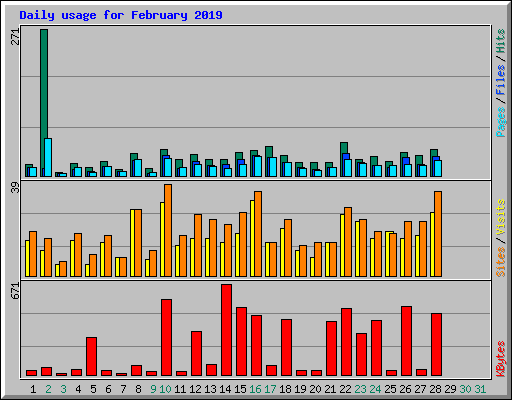 Daily usage for February 2019
271
Pages / Files / Hits
39
Sites / Visits
671
KBytes
1 2 3 4 5 6 7 8 9 10 11 12 13 14 15 16 17 18 19 20 21 22 23 24 25 26 27 28 29 30 31